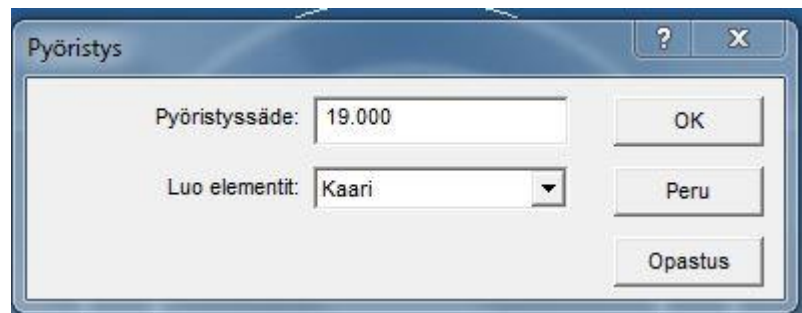 Pyöristys
? X
Pyöristyssäde: 19.000 OK
Luo elementit: Kaari Peru
Opastus